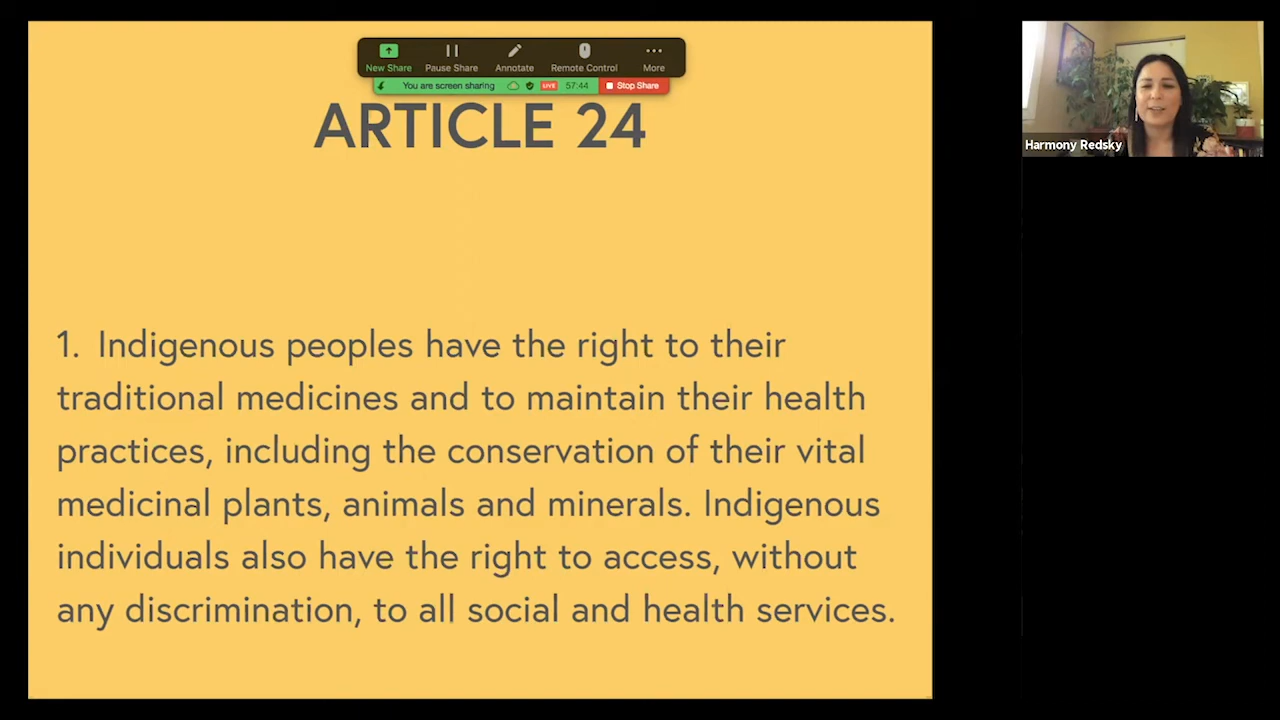 New Share
Pause Share
Annotate
Remote Control
More
You are screen sharing
LIVE
57:44
Stop Share
ARTICLE 24
1. Indigenous peoples have the right to their
traditional medicines and to maintain their health
practices, including the conservation of their vital
medicinal plants, animals and minerals. Indigenous
individuals also have the right to access, without
any discrimination, to all social and health services.
Harmony Redsky